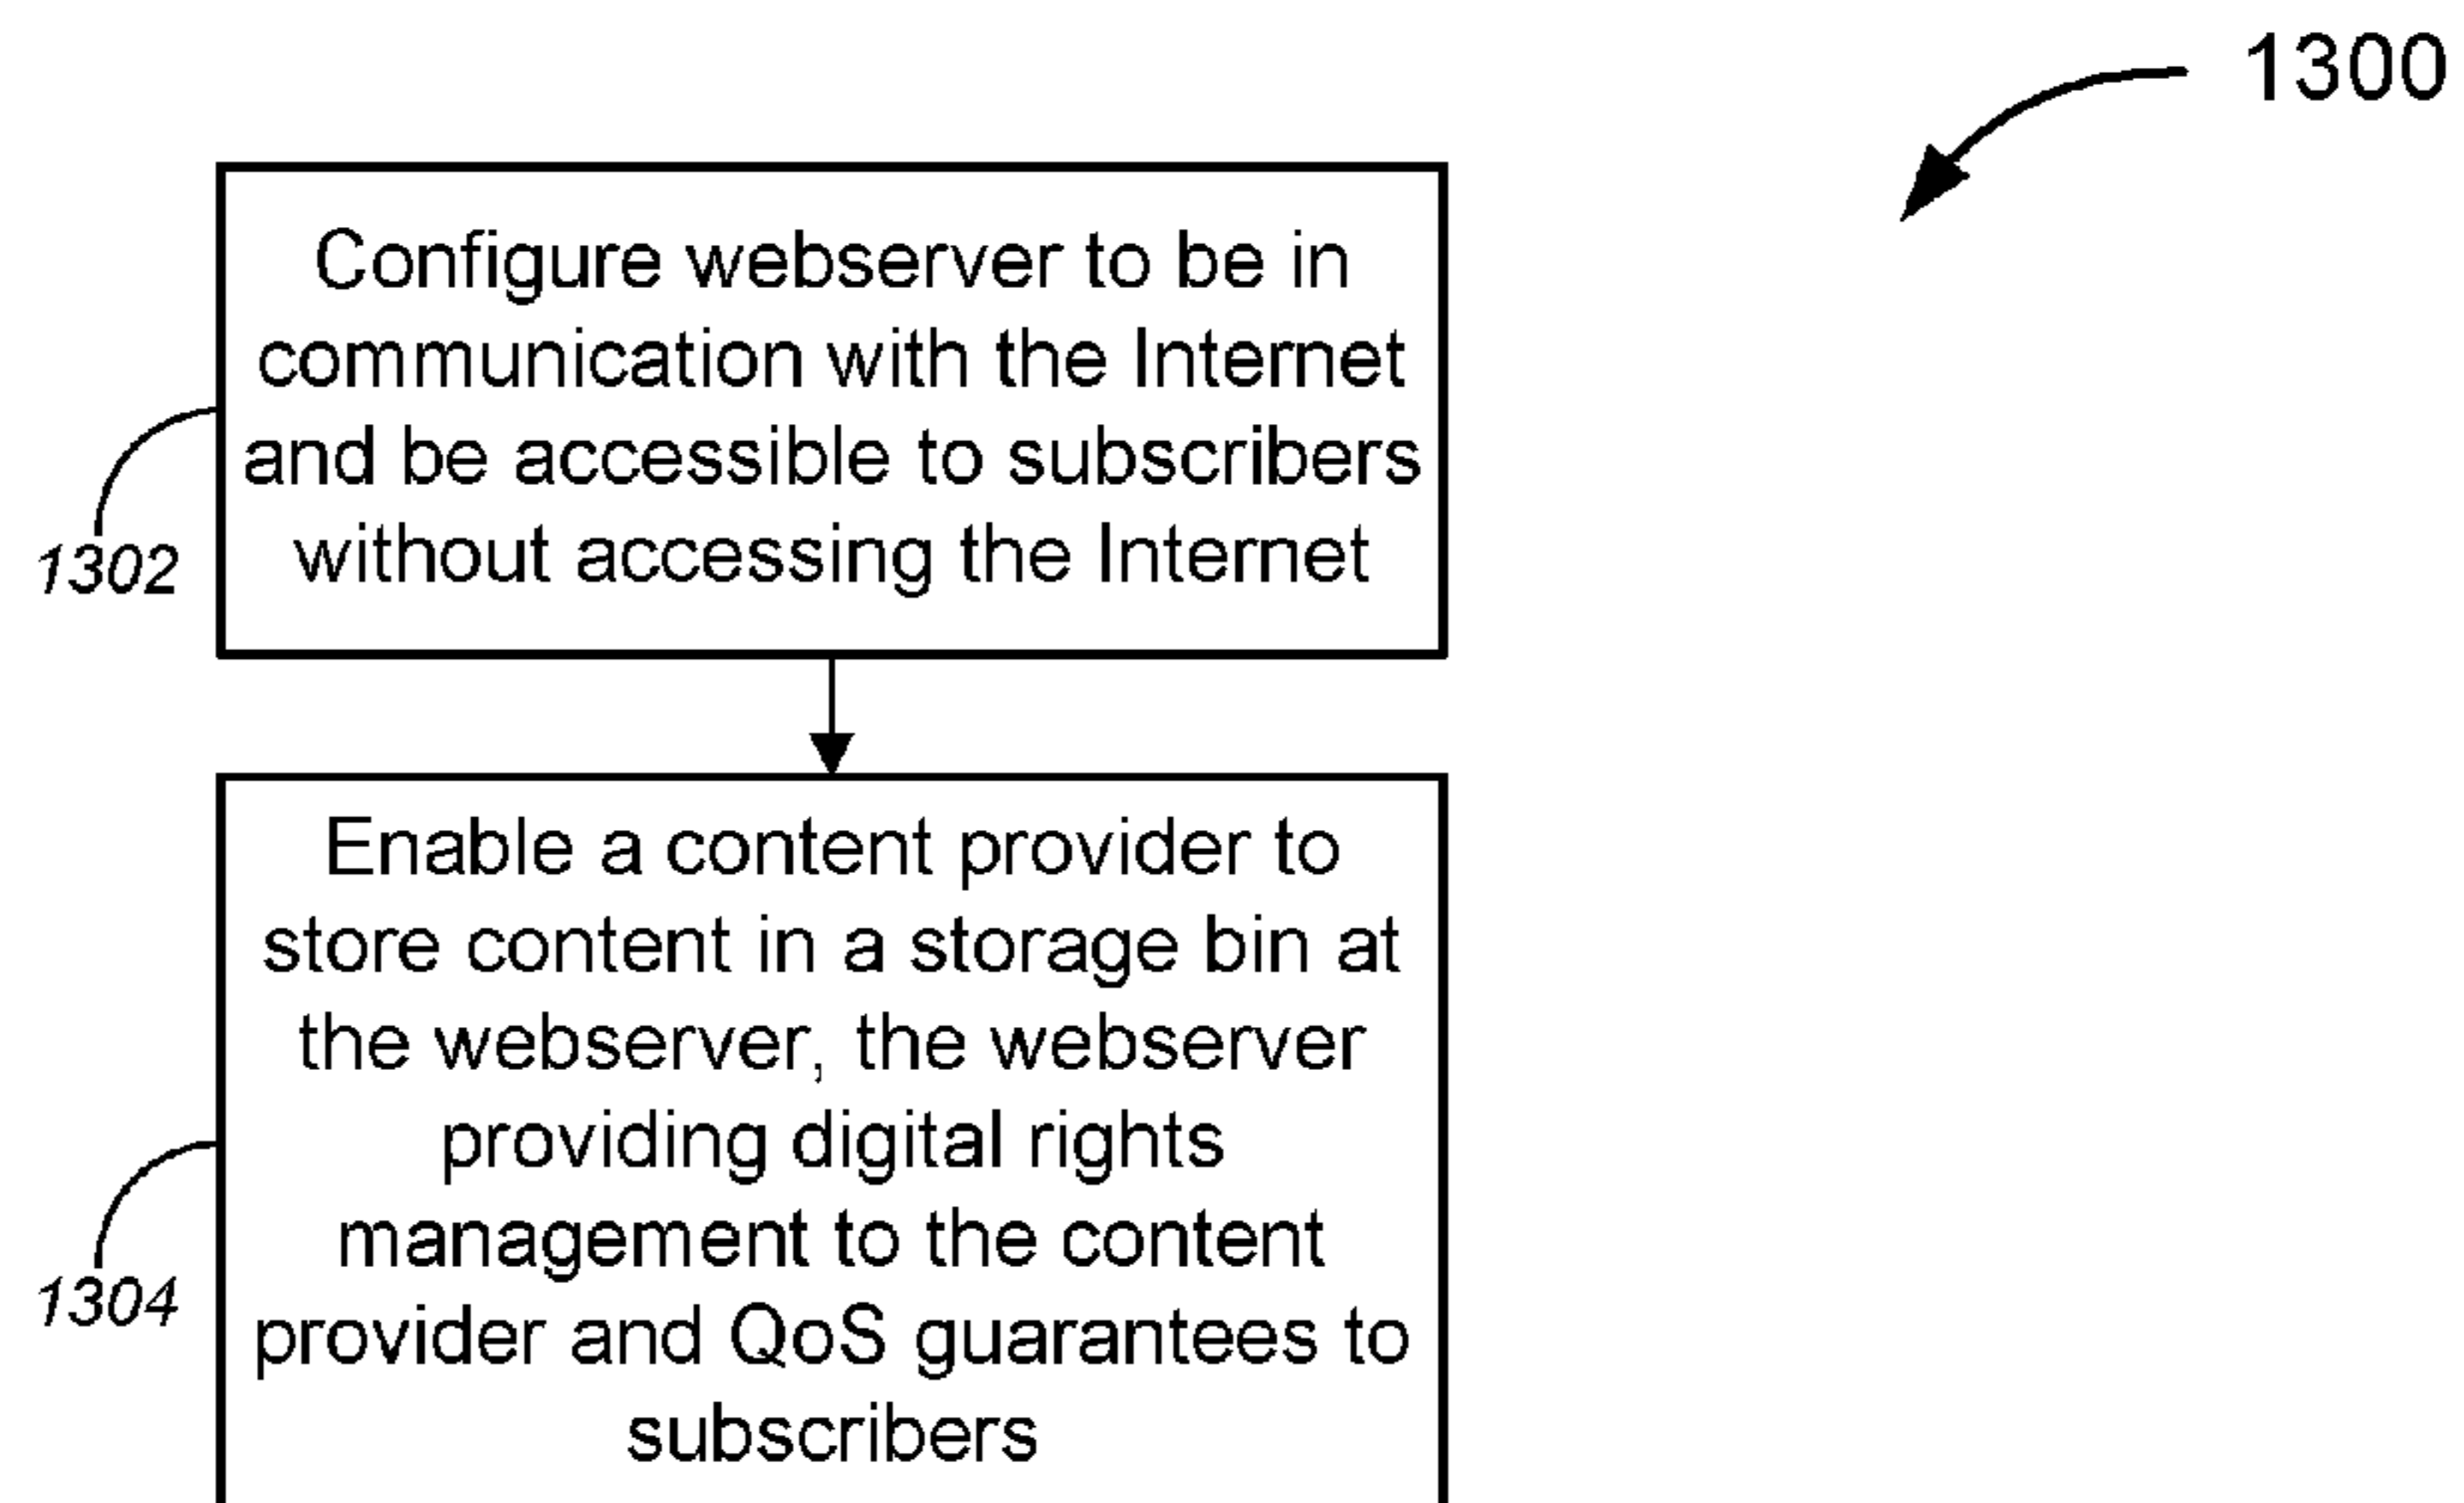 1300
Configure webserver to be in
communication with the Internet
and be accessible to subscribers
without accessing the Internet
1302
Enable a content provider to
store content in a storage bin at
the webserver, the webserver
providing digital rights
management to the content
provider and QoS guarantees to
subscribers
1304